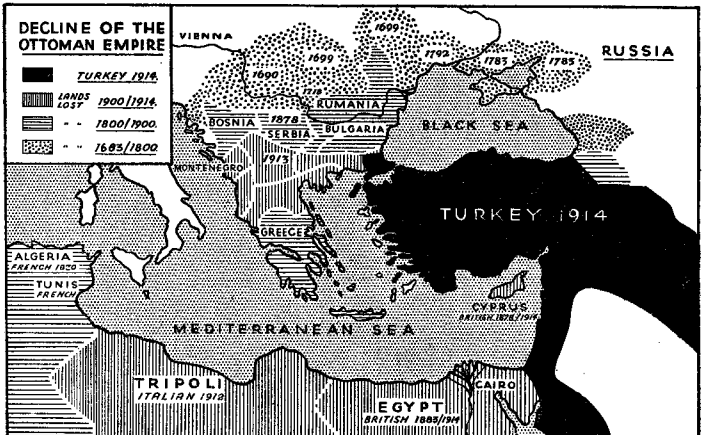 DECLINE OF THE
OTTOMAN EMPIRE
TURKEY 1914.
LANDS
LOST 1900/1914.
" " 1800/1900.
" " 1683/1800.
VIENNA
1699
1699
1792
1783
1785
RUSSIA
1690
1718
RUMANIA
BOSNIA
1878
SERBIA
BULGARIA
BLACK SEA
1913
MONTENEGRO
TURKEY 1914
GREECE
ALGERIA
FRENCH 1830
TUNIS
FRENCH
CYPRUS
BRITISH. 1878/1914
MEDITERRANEAN SEA
TRIPOLI
ITALIAN 1912
CAIRO
EGYPT
BRITISH 1883/1914